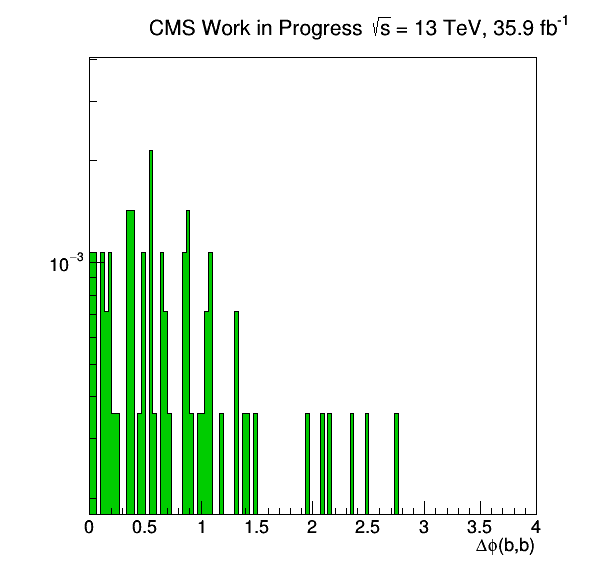 CMS Work in Progress √s = 13 TeV, 35.9 fb⁻¹
10⁻³
0 0.5 1 1.5 2 2.5 3 3.5 4
Δϕ(b,b)